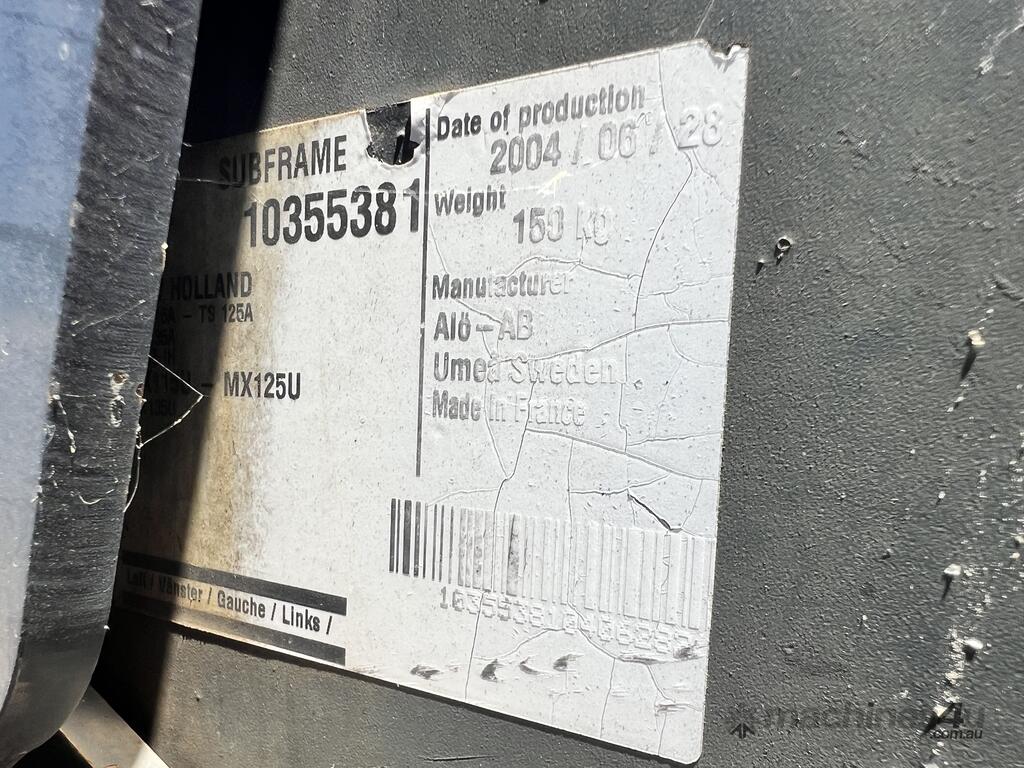 SUBFRAME
10355381
HOLLAND
- TS 125A
- MX125U
Left / Vänster / Gauche / Links /
Date of production
2004 / 06 / 28
Weight
150 kg
Manufacturer
Alö-AB
Umeå Sweden
Made in France
machines4u
.com.au